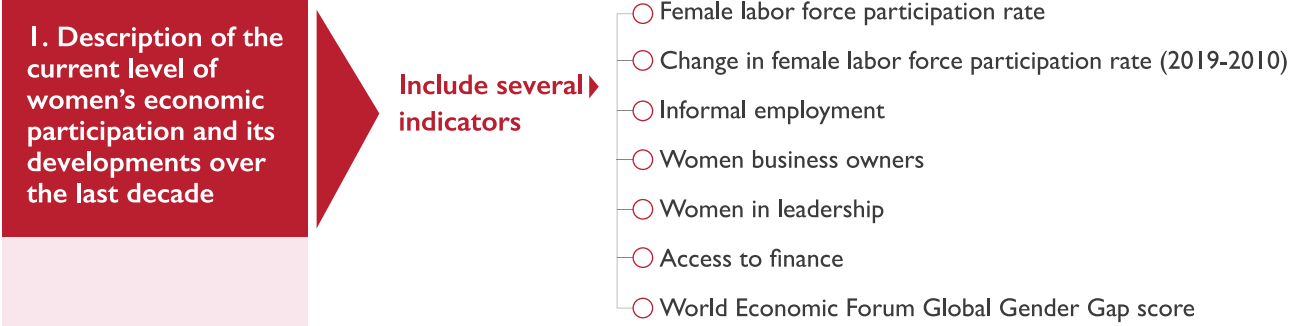 1. Description of the
current level of
women’s economic
participation and its
developments over
the last decade
Include several
indicators
Female labor force participation rate
Change in female labor force participation rate (2019-2010)
Informal employment
Women business owners
Women in leadership
Access to finance
World Economic Forum Global Gender Gap score